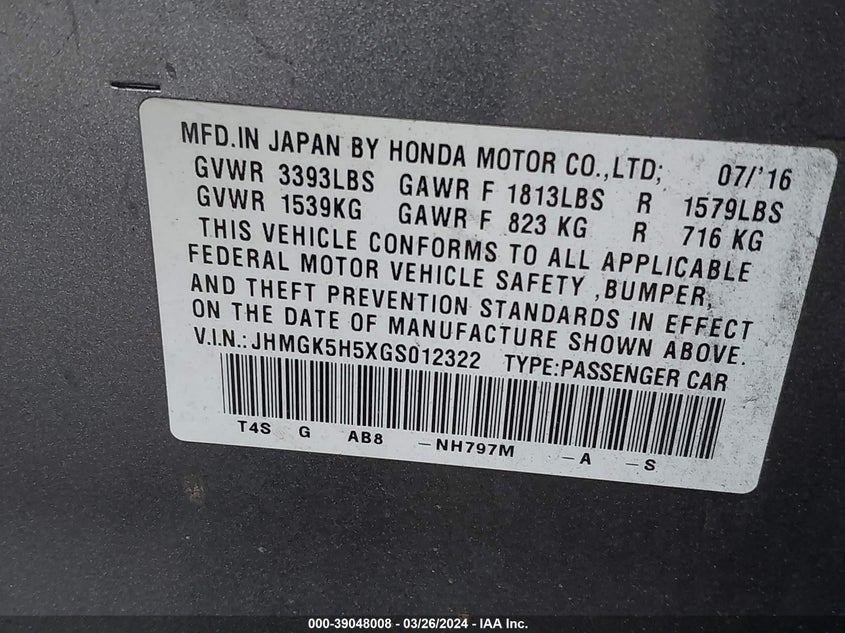 MFD.IN JAPAN BY HONDA MOTOR CO.,LTD; 07/'16
GVWR 3393LBS GAWR F 1813LBS R 1579LBS
GVWR 1539KG GAWR F 823 KG R 716 KG
THIS VEHICLE CONFORMS TO ALL APPLICABLE
FEDERAL MOTOR VEHICLE SAFETY ,BUMPER,
AND THEFT PREVENTION STANDARDS IN EFFECT
ON THE DATE OF MANUFACTURE SHOWN ABOVE.
V.I.N.: JHMGK5H5XGS012322 TYPE:PASSENGER CAR
T4S G AB8 -NH797M -A -S
000-39048008 - 03/26/2024 - IAA Inc.